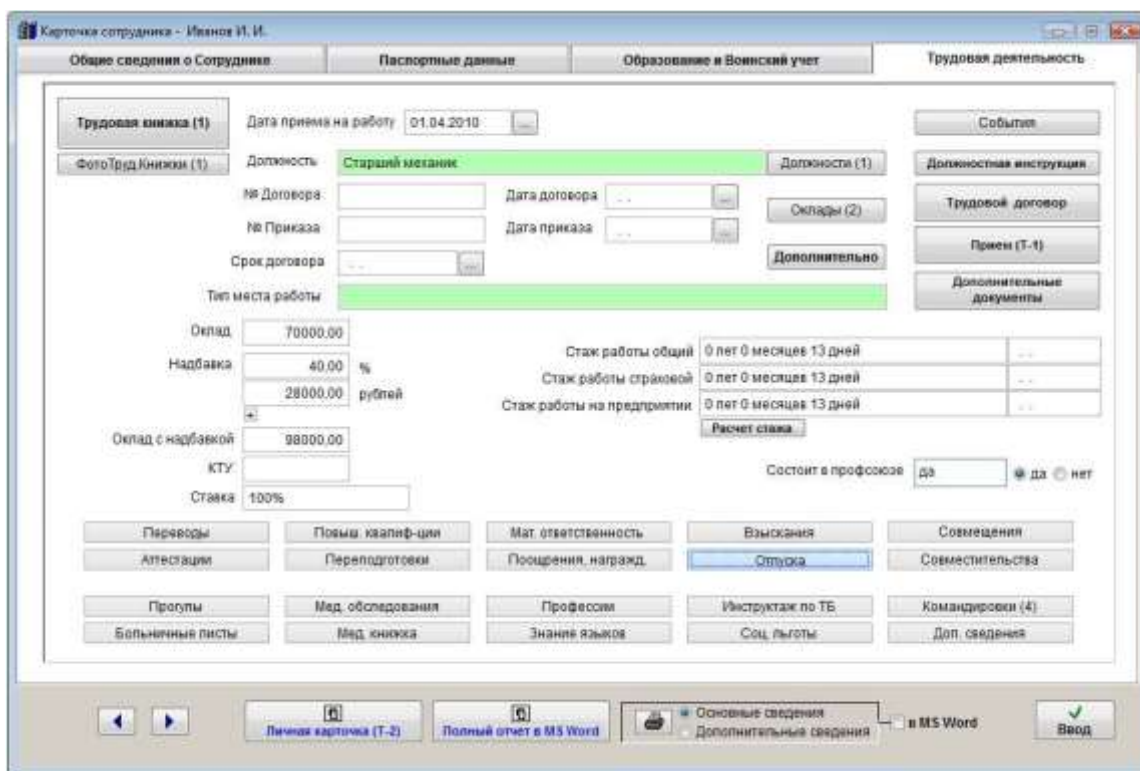 Карточка сотрудника - Иванов И. И.
Общие сведения о Сотруднике
Паспортные данные
Образование и Воинский учет
Трудовая деятельность
Трудовая книжка (1)
Дата приема на работу 01.04.2010 ...
События
ФотоТруд.Книжки (1)
Должность Старший механик Должности (1)
Должностная инструкция
№ Договора Дата договора . . ...
Оклады (2)
Трудовой договор
№ Приказа Дата приказа . . ...
Прием (Т-1)
Срок договора . . ...
Дополнительно
Дополнительные
документы
Тип места работы
Оклад 70000,00
Надбавка 40,00 %
28000,00 рублей
+
Оклад с надбавкой 98000,00
КТУ
Ставка 100%
Стаж работы общий 0 лет 0 месяцев 13 дней . .
Стаж работы страховой 0 лет 0 месяцев 13 дней . .
Стаж работы на предприятии 0 лет 0 месяцев 13 дней . .
Расчет стажа
Состоит в профсоюзе да да нет
Переводы Повыш. квалиф-ции Мат. ответственность Взыскания Совмещения
Аттестации Переподготовки Поощрения, награжд. Отпуска Совместительства
Прогулы Мед. обследования Профессии Инструктаж по ТБ Командировки (4)
Больничные листы Мед. книжка Знание языков Соц. льготы Доп. сведения
Личная карточка (Т-2)
Полный отчет в MS Word
Основные сведения
Дополнительные сведения
в MS Word
Ввод